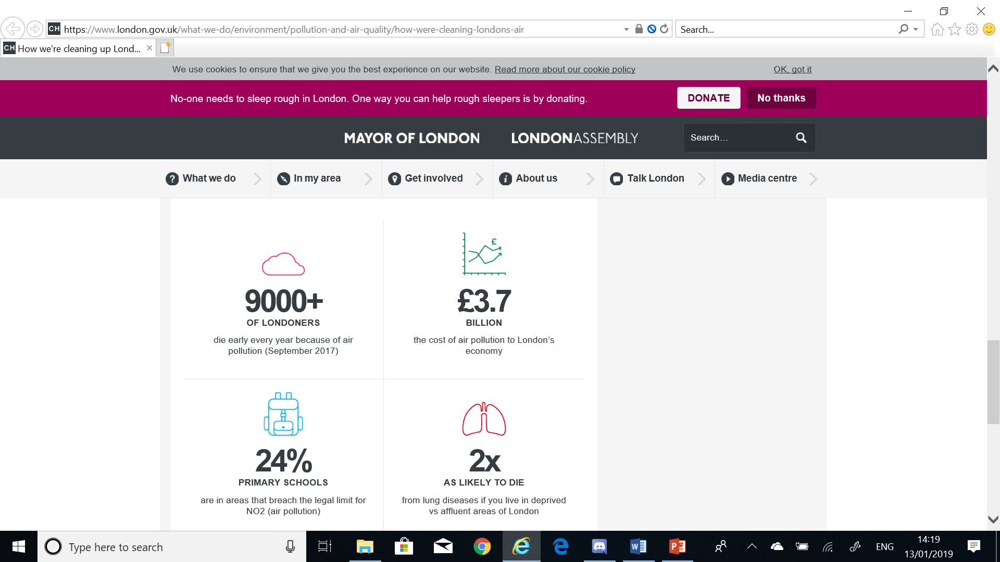 CH https://www.london.gov.uk/what-we-do/environment/pollution-and-air-quality/how-were-cleaning-londons-air
Search...
CH How we're cleaning up Lond...
We use cookies to ensure that we give you the best experience on our website. Read more about our cookie policy
OK, got it
No-one needs to sleep rough in London. One way you can help rough sleepers is by donating.
DONATE
No thanks
MAYOR OF LONDON
LONDONASSEMBLY
Search...
What we do
In my area
Get involved
About us
Talk London
Media centre
9000+
OF LONDONERS
die early every year because of air
pollution (September 2017)
£
£3.7
BILLION
the cost of air pollution to London’s
economy
24%
PRIMARY SCHOOLS
are in areas that breach the legal limit for
NO2 (air pollution)
2x
AS LIKELY TO DIE
from lung diseases if you live in deprived
vs affluent areas of London
Type here to search
ENG
14:19
13/01/2019